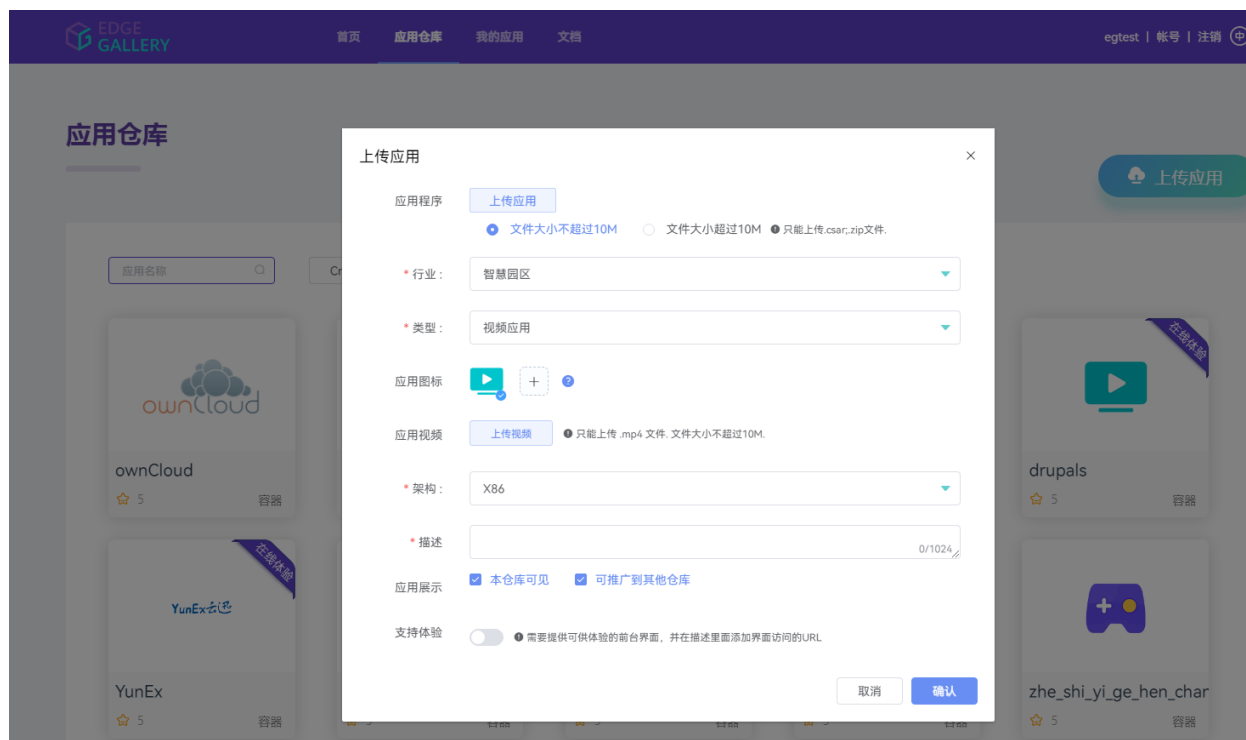 EDGE
GALLERY
首页 应用仓库 我的应用 文档
egtest | 帐号 | 注销 中
应用仓库
上传应用 ×
上传应用
应用程序 上传应用
文件大小不超过10M 文件大小超过10M 只能上传.csar;.zip文件.
应用名称
Cr
* 行业 : 智慧园区
* 类型 : 视频应用
在线体验
应用图标 + ?
ownCloud
应用视频 上传视频 只能上传 .mp4 文件. 文件大小不超过10M.
ownCloud
drupals
5 容器
5 容器
* 架构 : X86
* 描述 0/1024
应用展示 本仓库可见 可推广到其他仓库
在线体验
YunEx云迅
支持体验 需要提供可供体验的前台界面，并在描述里面添加界面访问的URL
取消 确认
YunEx
zhe_shi_yi_ge_hen_char
5 容器
5 容器